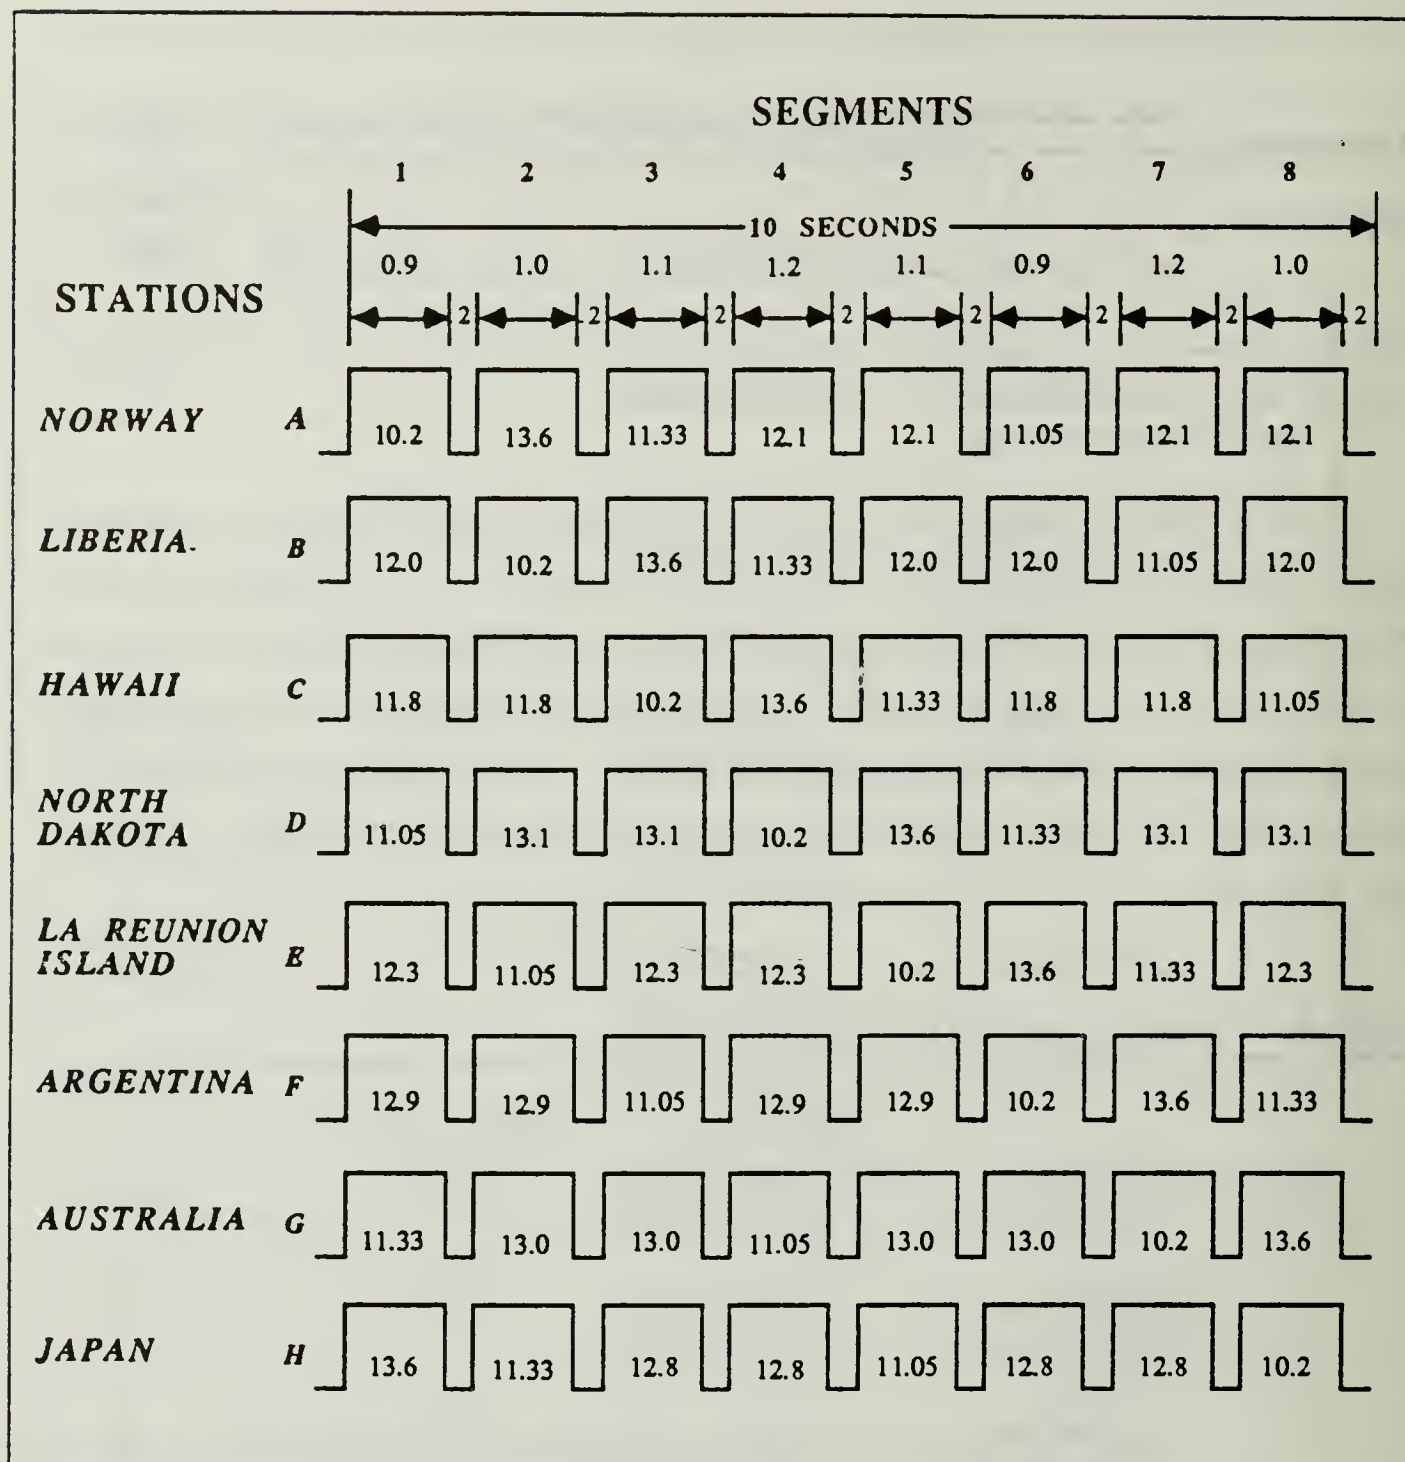 SEGMENTS
1 2 3 4 5 6 7 8
10 SECONDS
0.9 1.0 1.1 1.2 1.1 0.9 1.2 1.0
STATIONS
2 2 2 2 2 2 2 2
NORWAY A 10.2 13.6 11.33 12.1 12.1 11.05 12.1 12.1
LIBERIA B 12.0 10.2 13.6 11.33 12.0 12.0 11.05 12.0
HAWAII C 11.8 11.8 10.2 13.6 11.33 11.8 11.8 11.05
NORTH
DAKOTA D 11.05 13.1 13.1 10.2 13.6 11.33 13.1 13.1
LA REUNION
ISLAND E 12.3 11.05 12.3 12.3 10.2 13.6 11.33 12.3
ARGENTINA F 12.9 12.9 11.05 12.9 12.9 10.2 13.6 11.33
AUSTRALIA G 11.33 13.0 13.0 11.05 13.0 13.0 10.2 13.6
JAPAN H 13.6 11.33 12.8 12.8 11.05 12.8 12.8 10.2